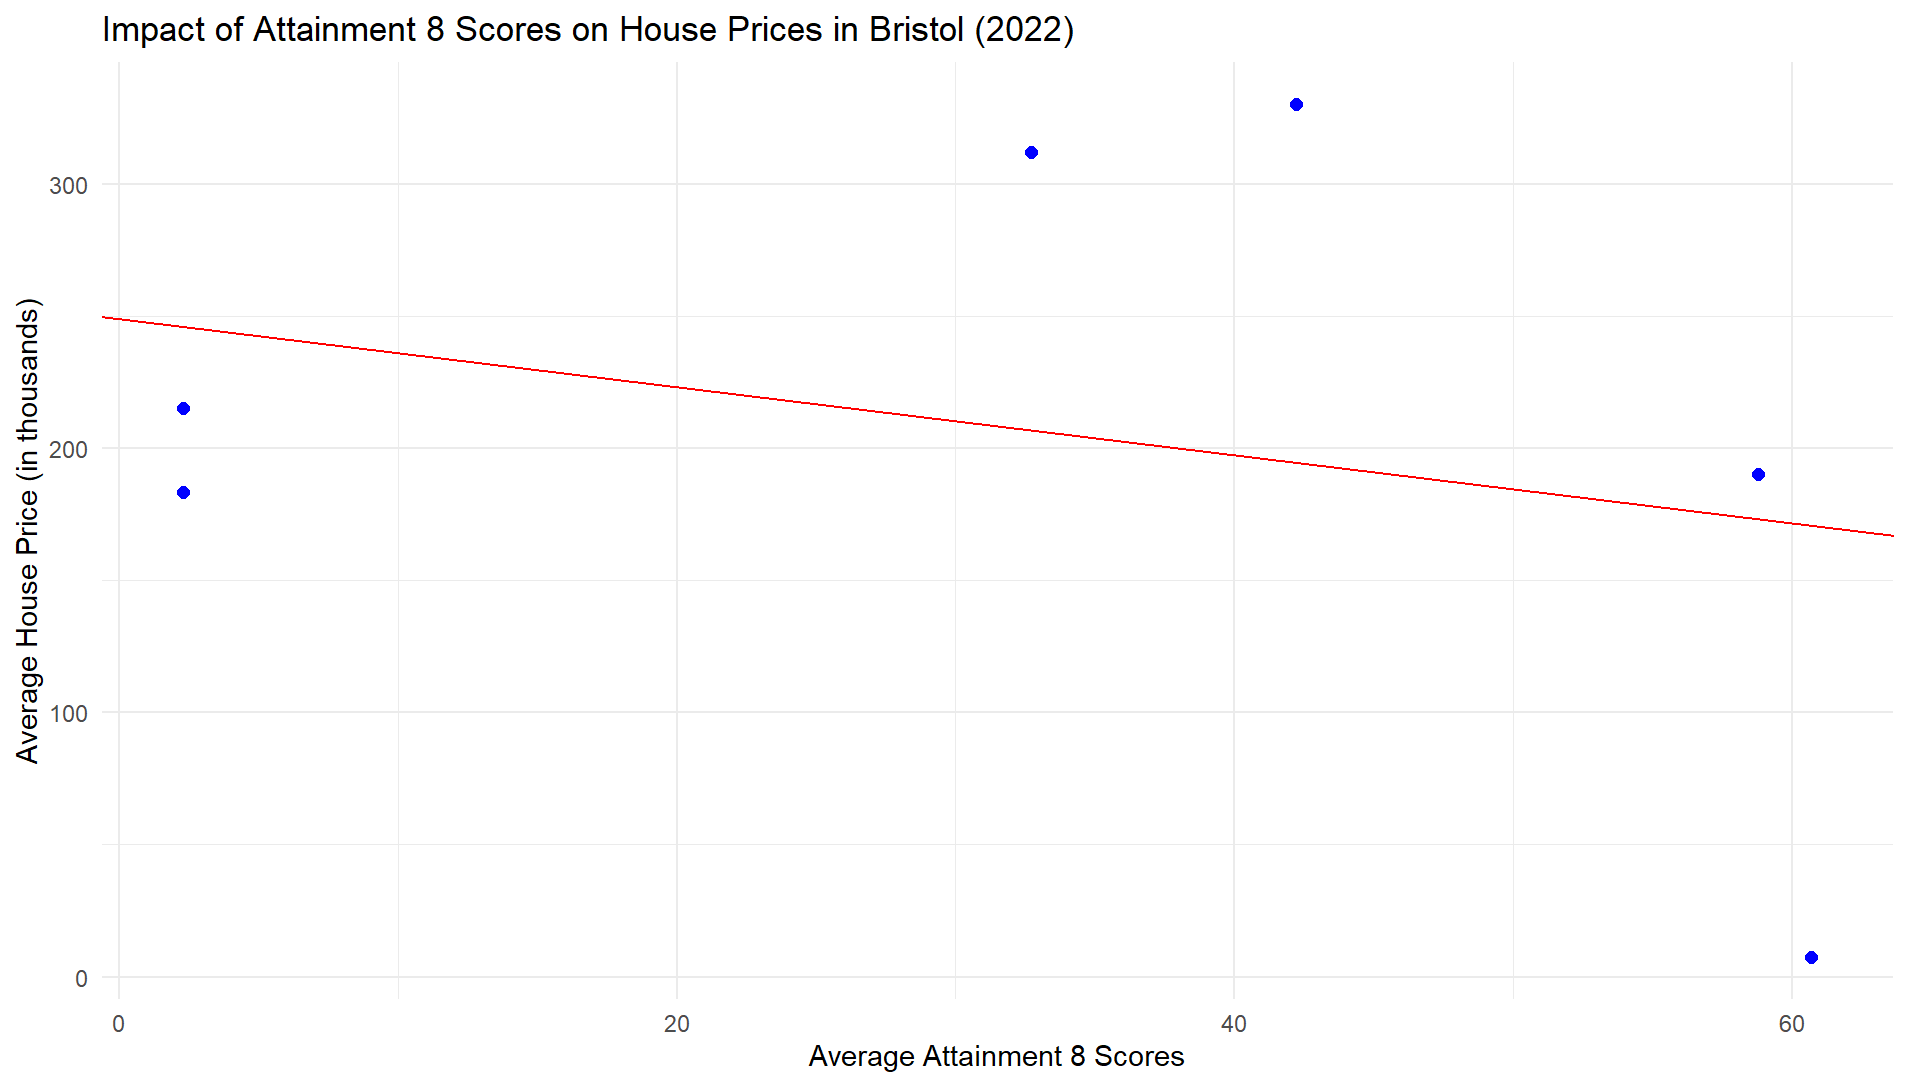 Impact of Attainment 8 Scores on House Prices in Bristol (2022)
Average House Price (in thousands)
300
200
100
0
0 20 40 60
Average Attainment 8 Scores